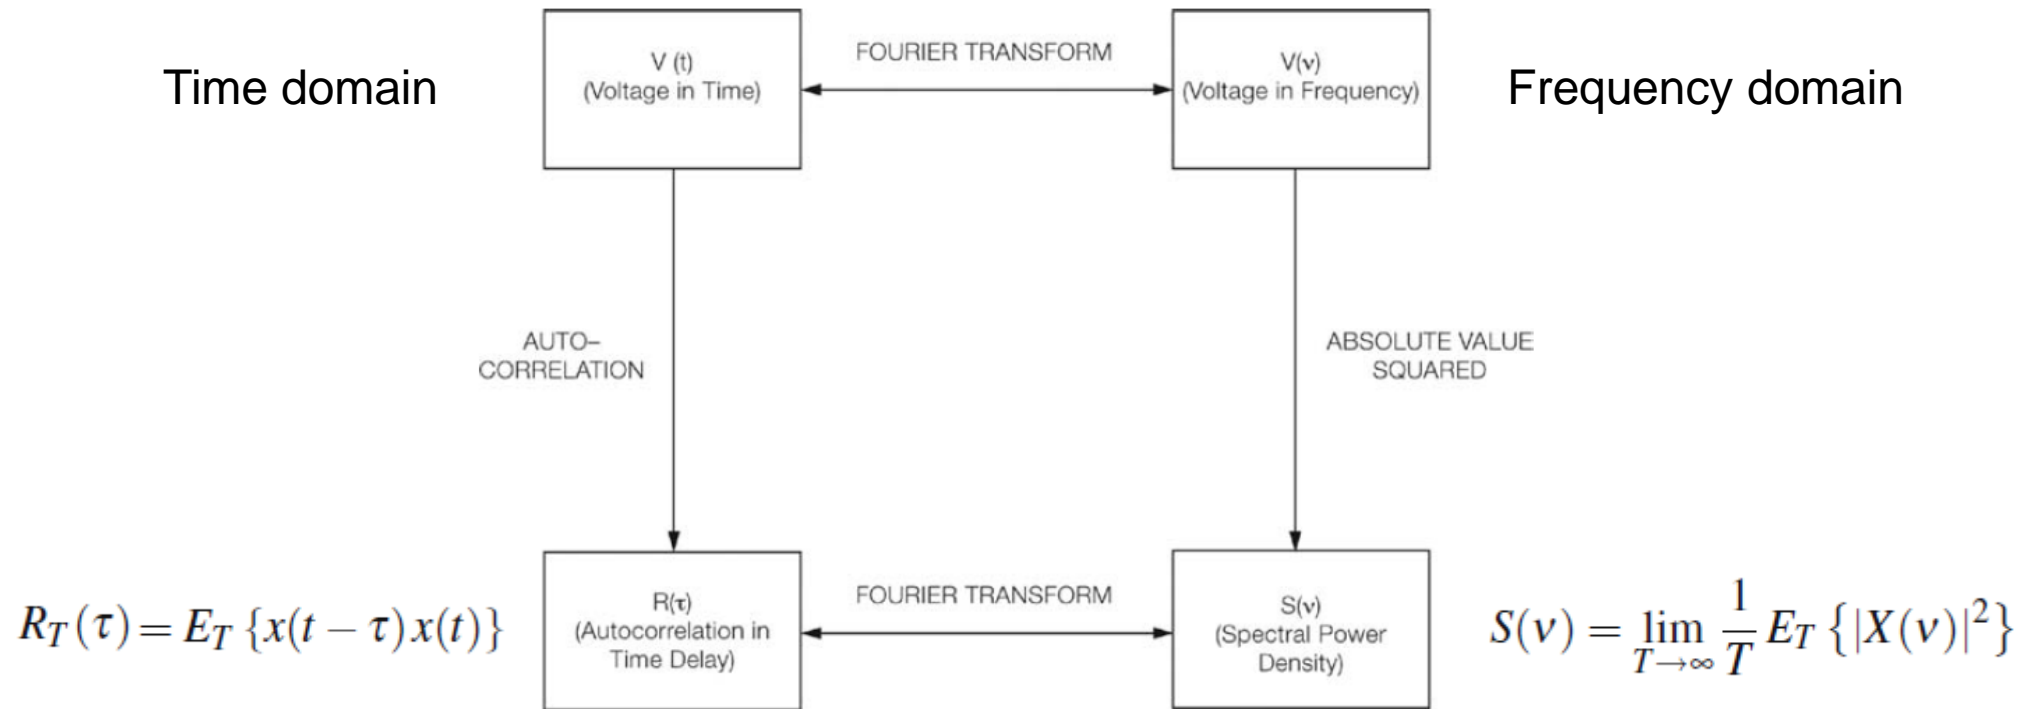 Time domain
V (t)
(Voltage in Time)
FOURIER TRANSFORM
V(ν)
(Voltage in Frequency)
Frequency domain
AUTO–
CORRELATION
ABSOLUTE VALUE
SQUARED
R_T(τ) = E_T {x(t − τ)x(t)}
R(τ)
(Autocorrelation in
Time Delay)
FOURIER TRANSFORM
S(ν)
(Spectral Power
Density)
S(ν) = lim_{T→∞} 1/T E_T {|X(ν)|²}